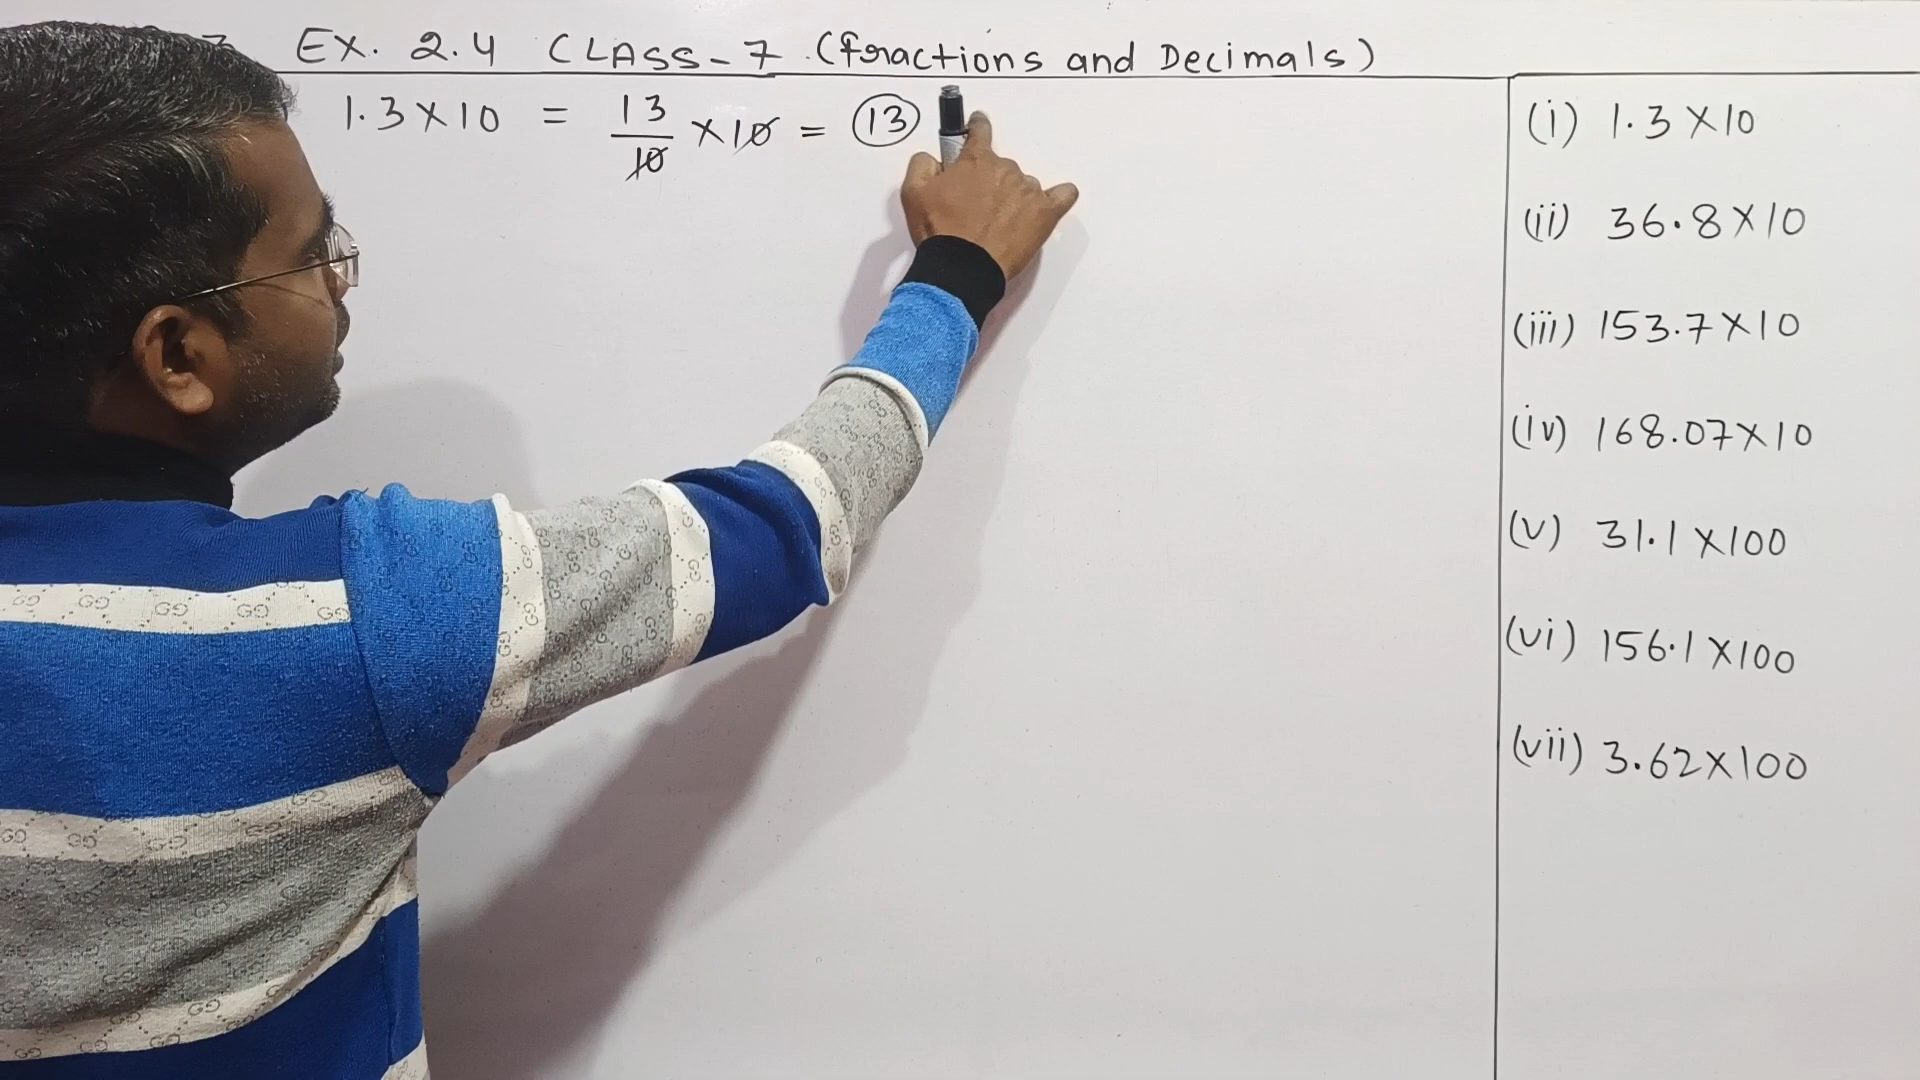 EX. 2.4 CLASS-7 (Fractions and Decimals)
1.3×10 = 13/10 ×10 = 13
(i) 1.3×10
(ii) 36.8×10
(iii) 153.7×10
(iv) 168.07×10
(v) 31.1×100
(vi) 156.1×100
(vii) 3.62×100